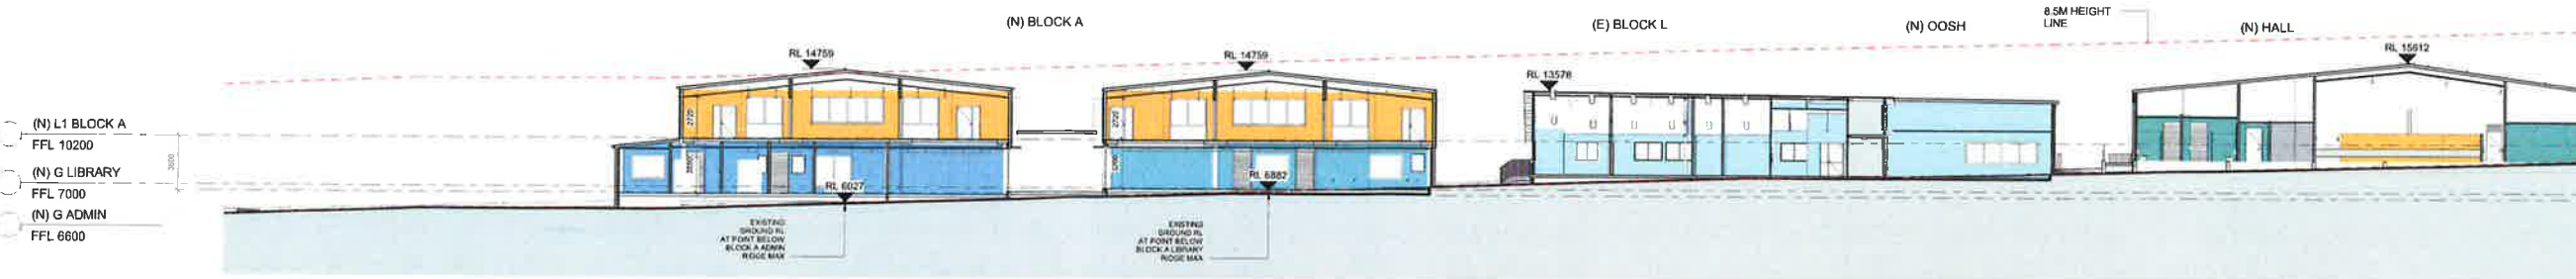 (N) BLOCK A
(E) BLOCK L
(N) OOSH
8.5M HEIGHT
LINE
(N) HALL
RL 14759
RL 14759
RL 13578
RL 15612
(N) L1 BLOCK A
FFL 10200
(N) G LIBRARY
FFL 7000
(N) G ADMIN
FFL 6600
3600
2720
2720
RL 6027
RL 6882
EXISTING
GROUND RL
AT POINT BELOW
BLOCK A ADMIN
RIDGE MAX
EXISTING
GROUND RL
AT POINT BELOW
BLOCK A LIBRARY
RIDGE MAX